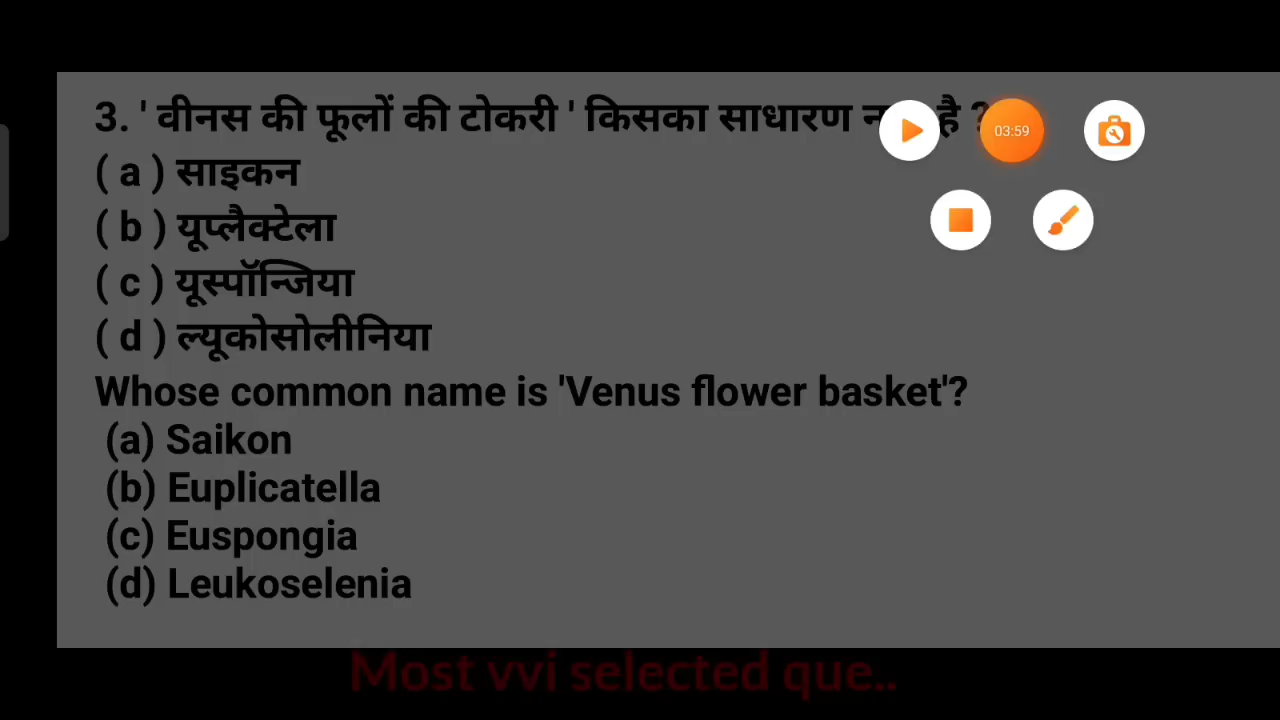 3. ' वीनस की फूलों की टोकरी ' किसका साधारण है ?
03:59
( a ) साइकन
( b ) यूप्लैक्टेला
( c ) यूस्पॉन्जिया
( d ) ल्यूकोसोलीनिया
Whose common name is 'Venus flower basket'?
(a) Saikon
(b) Euplicatella
(c) Euspongia
(d) Leukoselenia
Most vvi selected que..